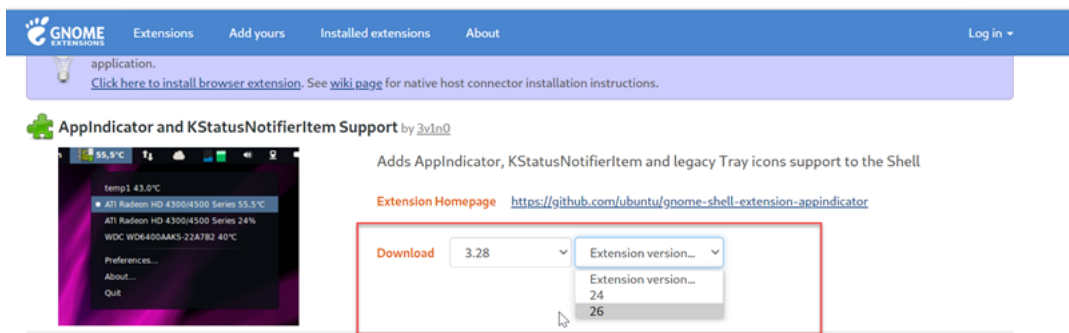 GNOME EXTENSIONS Extensions Add yours Installed extensions About Log in
application.
Click here to install browser extension. See wiki page for native host connector installation instructions.
AppIndicator and KStatusNotifierItem Support by 3v1n0
55,5°C
temp1 43.0°C
ATI Radeon HD 4300/4500 Series 55.5°C
ATI Radeon HD 4300/4500 Series 24%
WDC WD6400AAKS-22A7B2 40°C
Preferences...
About...
Quit
Adds AppIndicator, KStatusNotifierItem and legacy Tray icons support to the Shell
Extension Homepage https://github.com/ubuntu/gnome-shell-extension-appindicator
Download 3.28 Extension version...
Extension version...
24
26